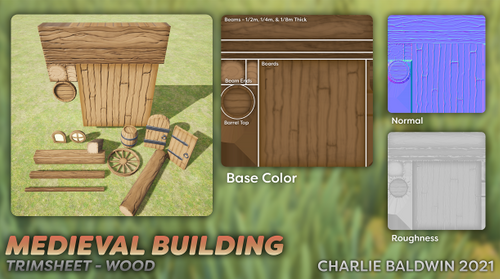 Booms - 1/2m, 1/4m, & 1/8m Thick
Boards
Beam Ends
Barrel Top
Base Color
Normal
Roughness
MEDIEVAL BUILDING
TRIMSHEET - WOOD
CHARLIE BALDWIN 2021